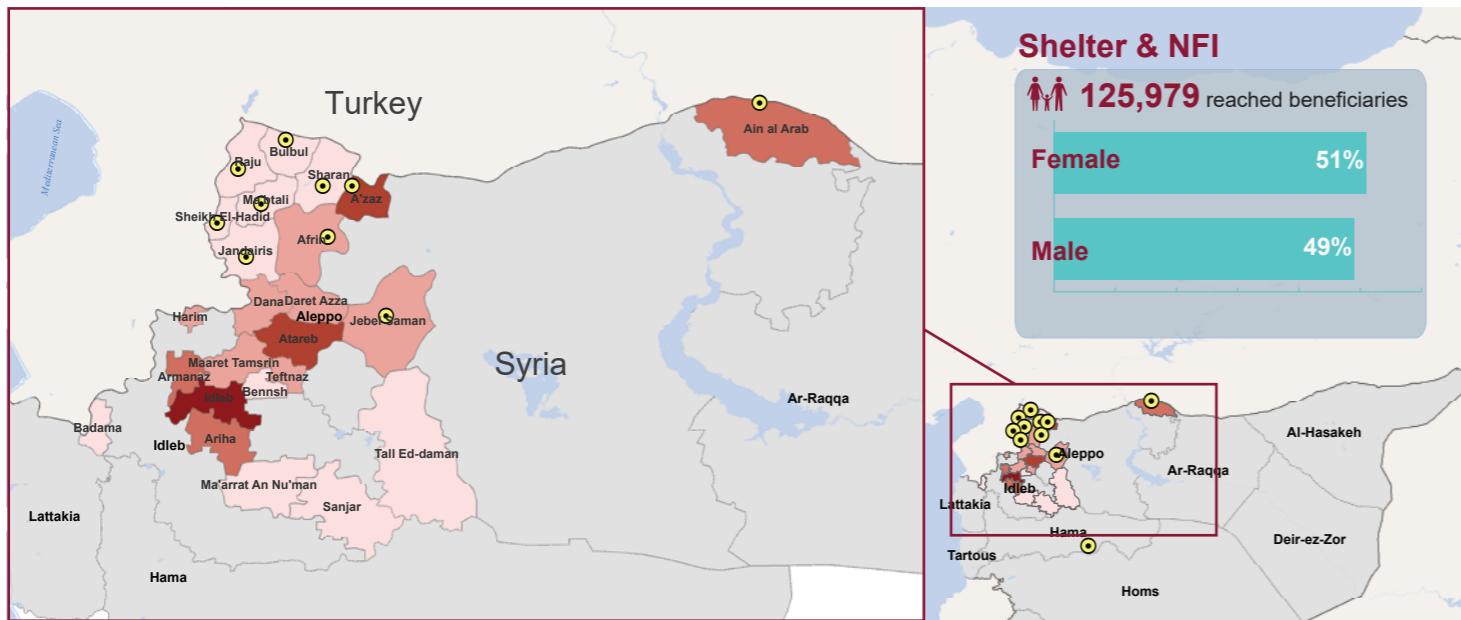 Turkey
Mediterranean Sea
Ain al Arab
Bulbul
Raju
Sharan
A'zaz
Ma'btali
Sheikh El-Hadid
Afrin
Jandairis
Dana
Daret Azza
Aleppo
Jebel Saman
Harim
Atareb
Syria
Maaret Tamsrin
Armanaz
Teftnaz
Bennsh
Idleb
Ar-Raqqa
Badama
Idleb
Ariha
Tall Ed-daman
Ma'arrat An Nu'man
Sanjar
Lattakia
Hama
Shelter & NFI
125,979 reached beneficiaries
Female 51%
Male 49%
Al-Hasakeh
Aleppo
Ar-Raqqa
Idleb
Lattakia
Hama
Deir-ez-Zor
Tartous
Homs